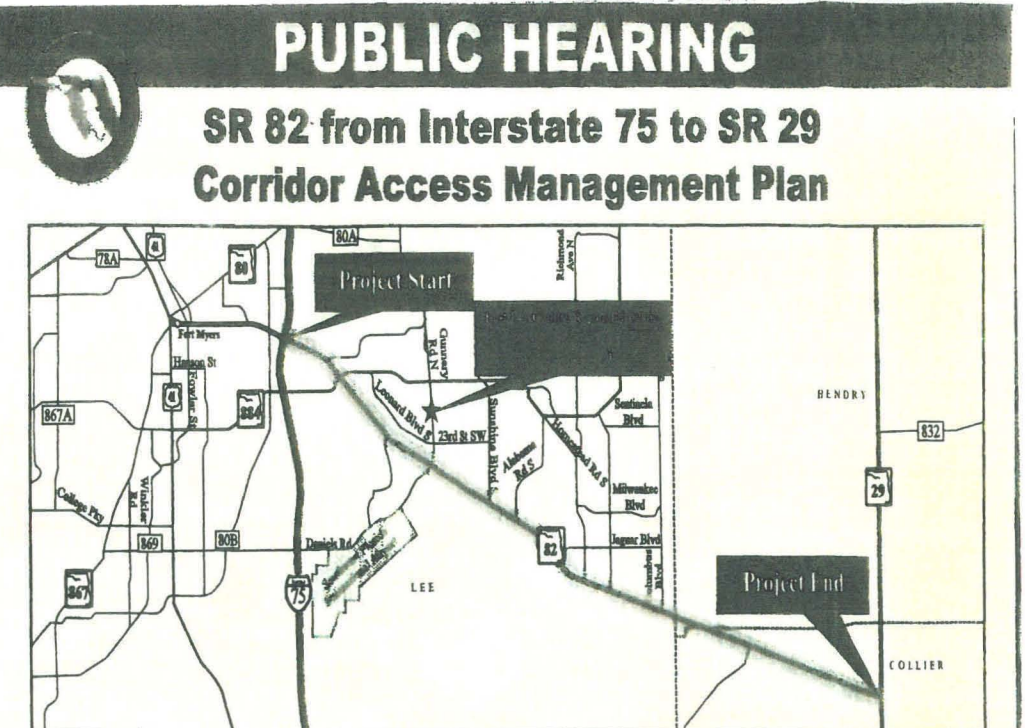 PUBLIC HEARING
SR 82 from Interstate 75 to SR 29
Corridor Access Management Plan
41
80A
78A
80
Richmond
Ave N
Project Start
Fort Myers
Gunnery
Rd N
Hanson St
Fowler St
41
884
867A
Leonard Blvd S
23rd St SW
Sunshine Blvd
Alabama
Rd S
Homestead Rd S
Sentinela
Blvd
HENDRY
832
29
College Pky
Winkler
Rd
Milwaukee
Blvd
869
80B
Daniels Rd
82
Jaguar Blvd
Columbus
Blvd
867
75
LEE
Project End
COLLIER